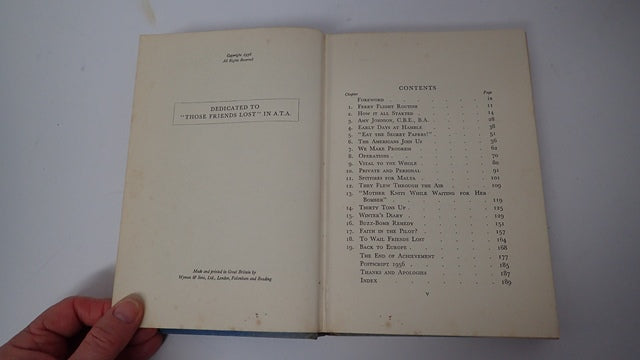 Copyright 1956
All Rights Reserved
DEDICATED TO
"THOSE FRIENDS LOST" IN A.T.A.
Made and printed in Great Britain by
Wyman & Sons, Ltd., London, Fakenham and Reading
CONTENTS
Chapter Page
Foreword ix
1. Ferry Flight Routine 11
2. How it all Started 14
3. Amy Johnson, C.B.E., B.A. 28
4. Early Days at Hamble 38
5. "Eat the Secret Papers!" 51
6. The Americans Join Us 56
7. We Make Progress 62
8. Operations 70
9. Vital to the Whole 80
10. Private and Personal 91
11. Spitfires for Malta 101
12. They Flew Through the Air 109
13. "Mother Knits While Waiting for Her
Bomber" 119
14. Thirty Tons Up 125
15. Winter's Diary 129
16. Buzz-Bomb Remedy 151
17. Faith in the Pilot? 157
18. To Wail Friends Lost 164
19. Back to Europe 168
The End of Achievement 177
Postscript 1956 185
Thanks and Apologies 187
Index 189
v